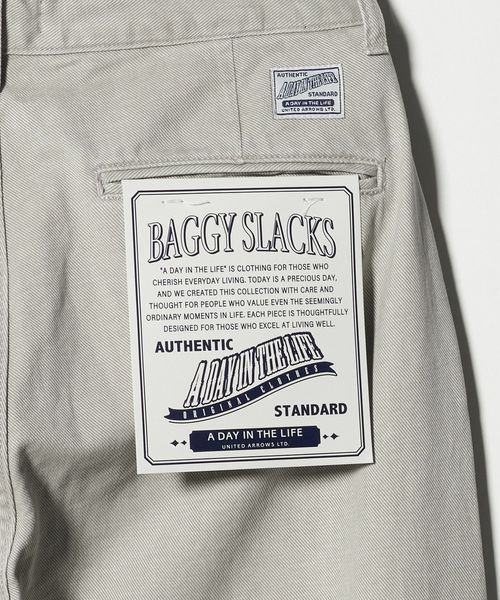 AUTHENTIC
A DAY IN THE LIFE
STANDARD
A DAY IN THE LIFE
UNITED ARROWS LTD.
BAGGY SLACKS
"A DAY IN THE LIFE" IS CLOTHING FOR THOSE WHO
CHERISH EVERYDAY LIVING. TODAY IS A PRECIOUS DAY,
AND WE CREATED THIS COLLECTION WITH CARE AND
THOUGHT FOR PEOPLE WHO VALUE EVEN THE SEEMINGLY
ORDINARY MOMENTS IN LIFE. EACH PIECE IS THOUGHTFULLY
DESIGNED FOR THOSE WHO EXCEL AT LIVING WELL.
AUTHENTIC
A DAY IN THE LIFE
ORIGINAL CLOTHES
STANDARD
A DAY IN THE LIFE
UNITED ARROWS LTD.